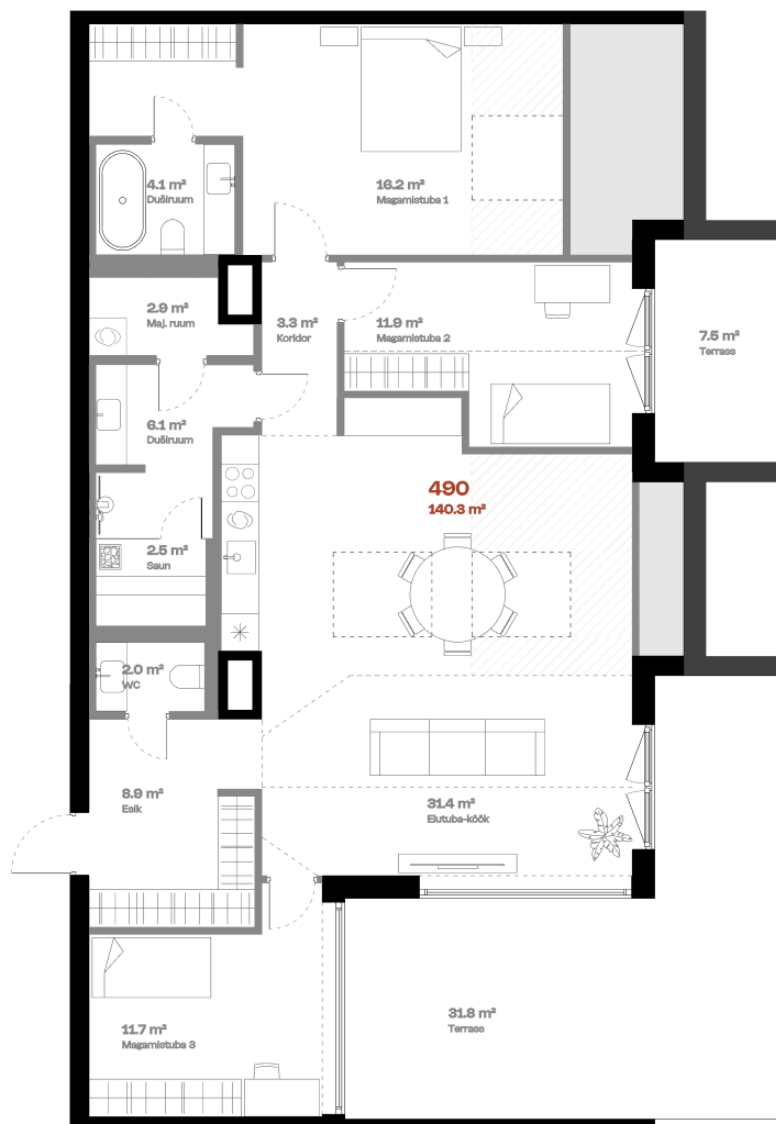 4.1 m²
Duširuum
16.2 m²
Magamistuba 1
2.9 m²
Maj. ruum
3.3 m²
Koridor
11.9 m²
Magamistuba 2
7.5 m²
Terrass
6.1 m²
Duširuum
490
140.3 m²
2.5 m²
Saun
2.0 m²
WC
8.9 m²
Esik
31.4 m²
Elutuba-köök
31.8 m²
Terrass
11.7 m²
Magamistuba 3